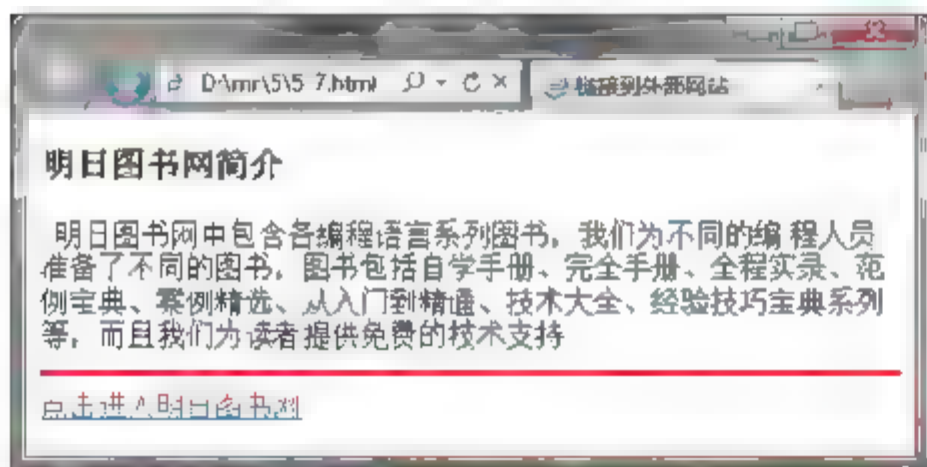 D:\mr\5\5 7.html
链接到外部网站
明日图书网简介
明日图书网中包含各编程语言系列图书，我们为不同的编 程人员
准备了不同的图书，图书包括自学手册、完全手册、全程实录、范
例宝典、案例精选、从入门到精通、技术大全、经验技巧宝典系列
等，而且我们为读者提供免费的技术支持
点击进入明日图书网